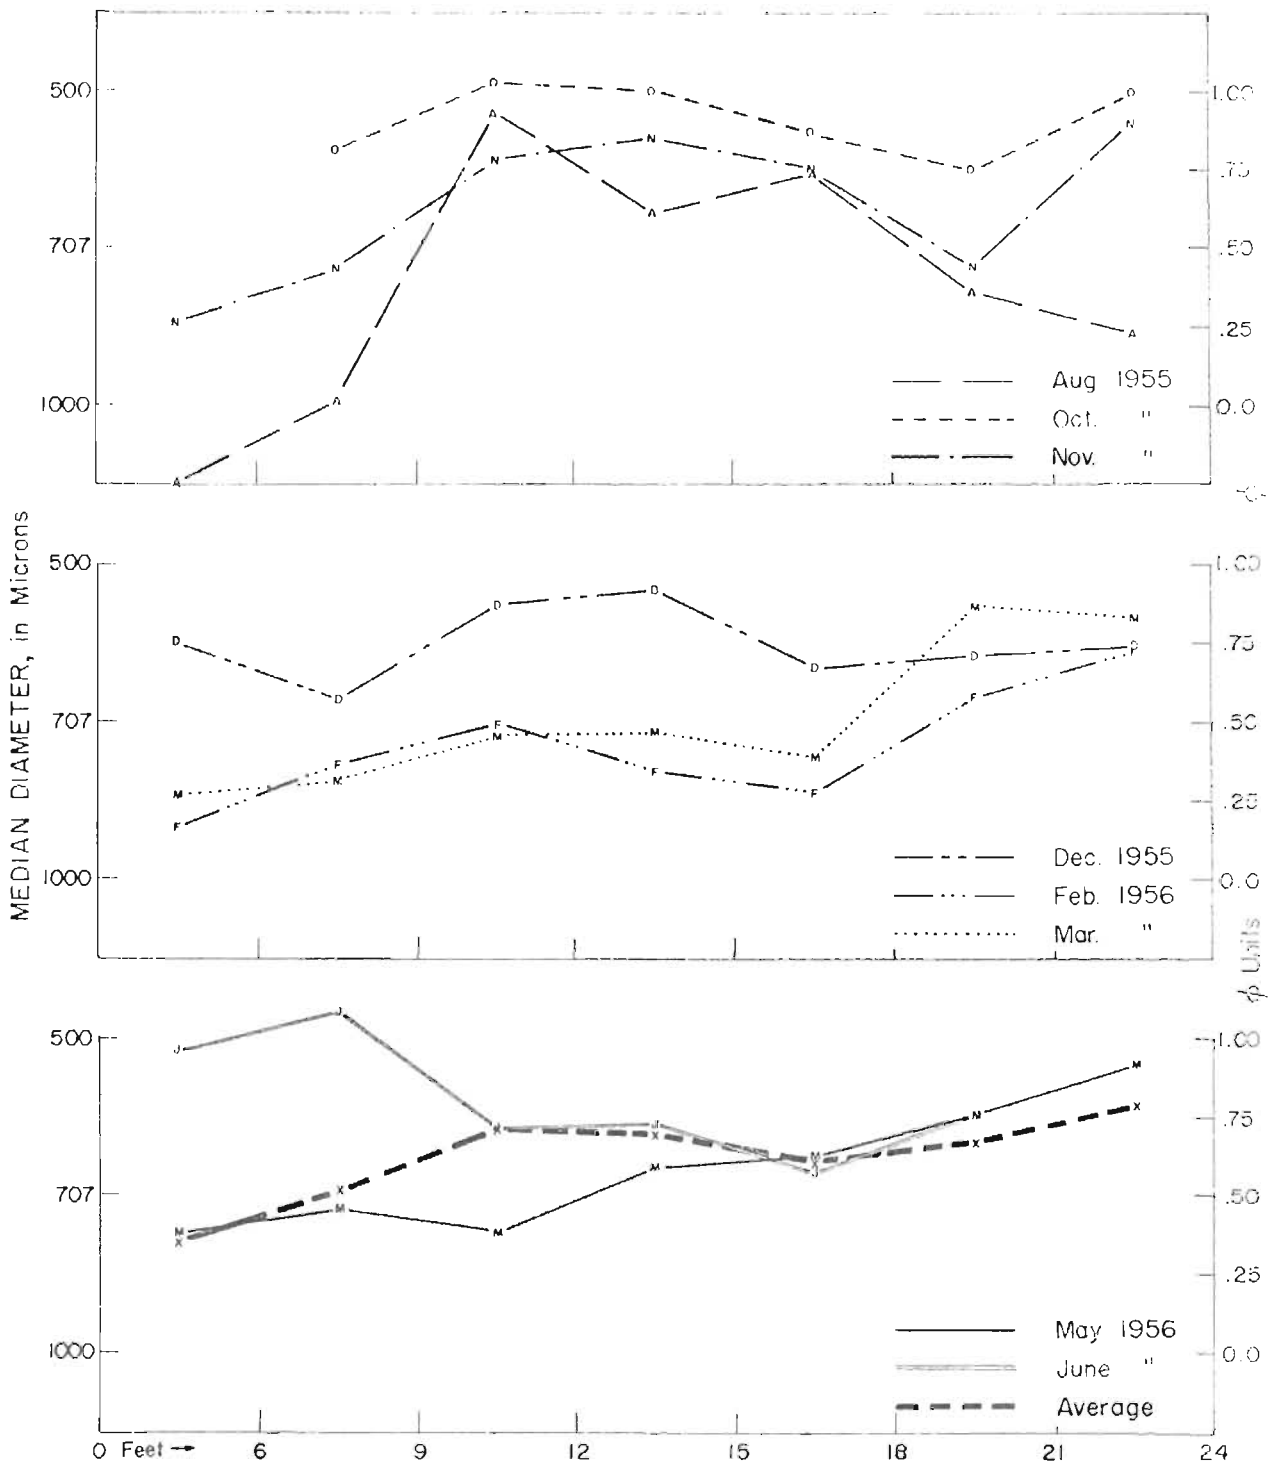 500
707
1000
1.00
.75
.50
.25
0.0
Aug 1955
Oct. "
Nov. "
MEDIAN DIAMETER, in Microns
500
707
1000
1.00
.75
.50
.25
0.0
Dec. 1955
Feb. 1956
Mar. "
ϕ Units
500
707
1000
1.00
.75
.50
.25
0.0
May 1956
June "
Average
0 Feet → 6 9 12 15 18 21 24